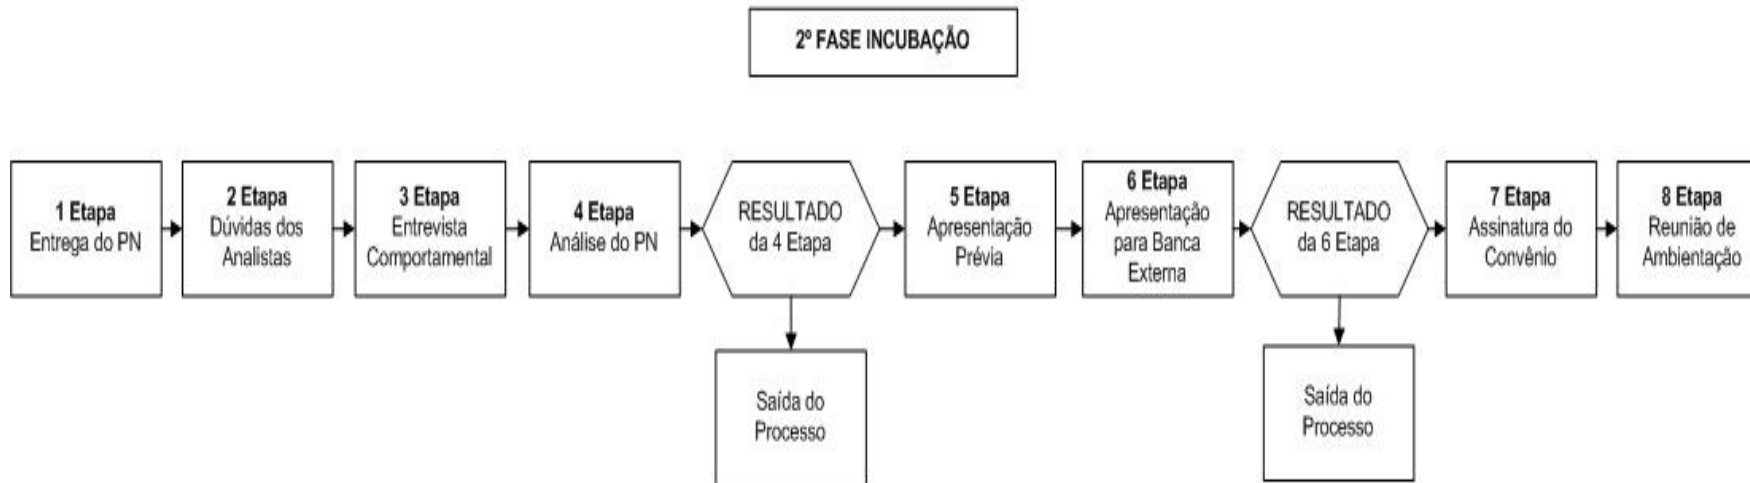 2º FASE INCUBAÇÃO
1 Etapa
Entrega do PN
2 Etapa
Dúvidas dos
Analistas
3 Etapa
Entrevista
Comportamental
4 Etapa
Análise do PN
RESULTADO
da 4 Etapa
5 Etapa
Apresentação
Prévia
6 Etapa
Apresentação
para Banca
Externa
RESULTADO
da 6 Etapa
7 Etapa
Assinatura do
Convênio
8 Etapa
Reunião de
Ambientação
Saída do
Processo
Saída do
Processo